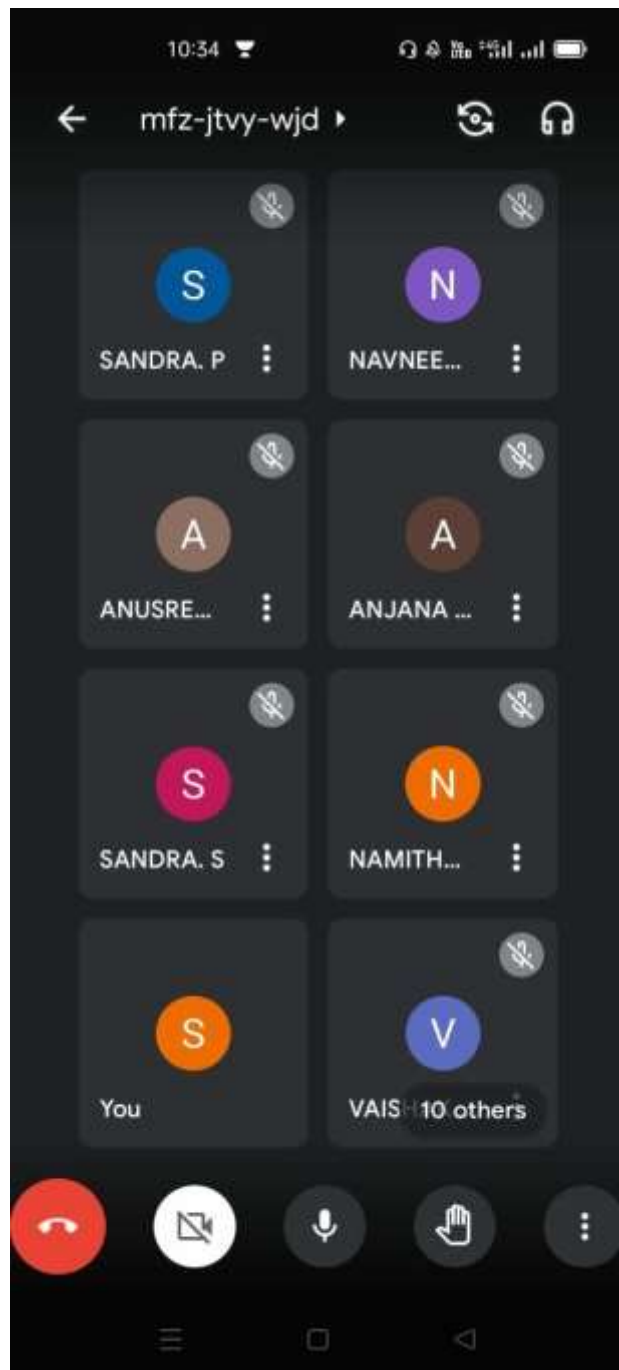 10:34
mfz-jtvy-wjd
S N
SANDRA. P NAVNEE...
A A
ANUSRE... ANJANA ...
S N
SANDRA. S NAMITH...
S V
You VAIS 10 others